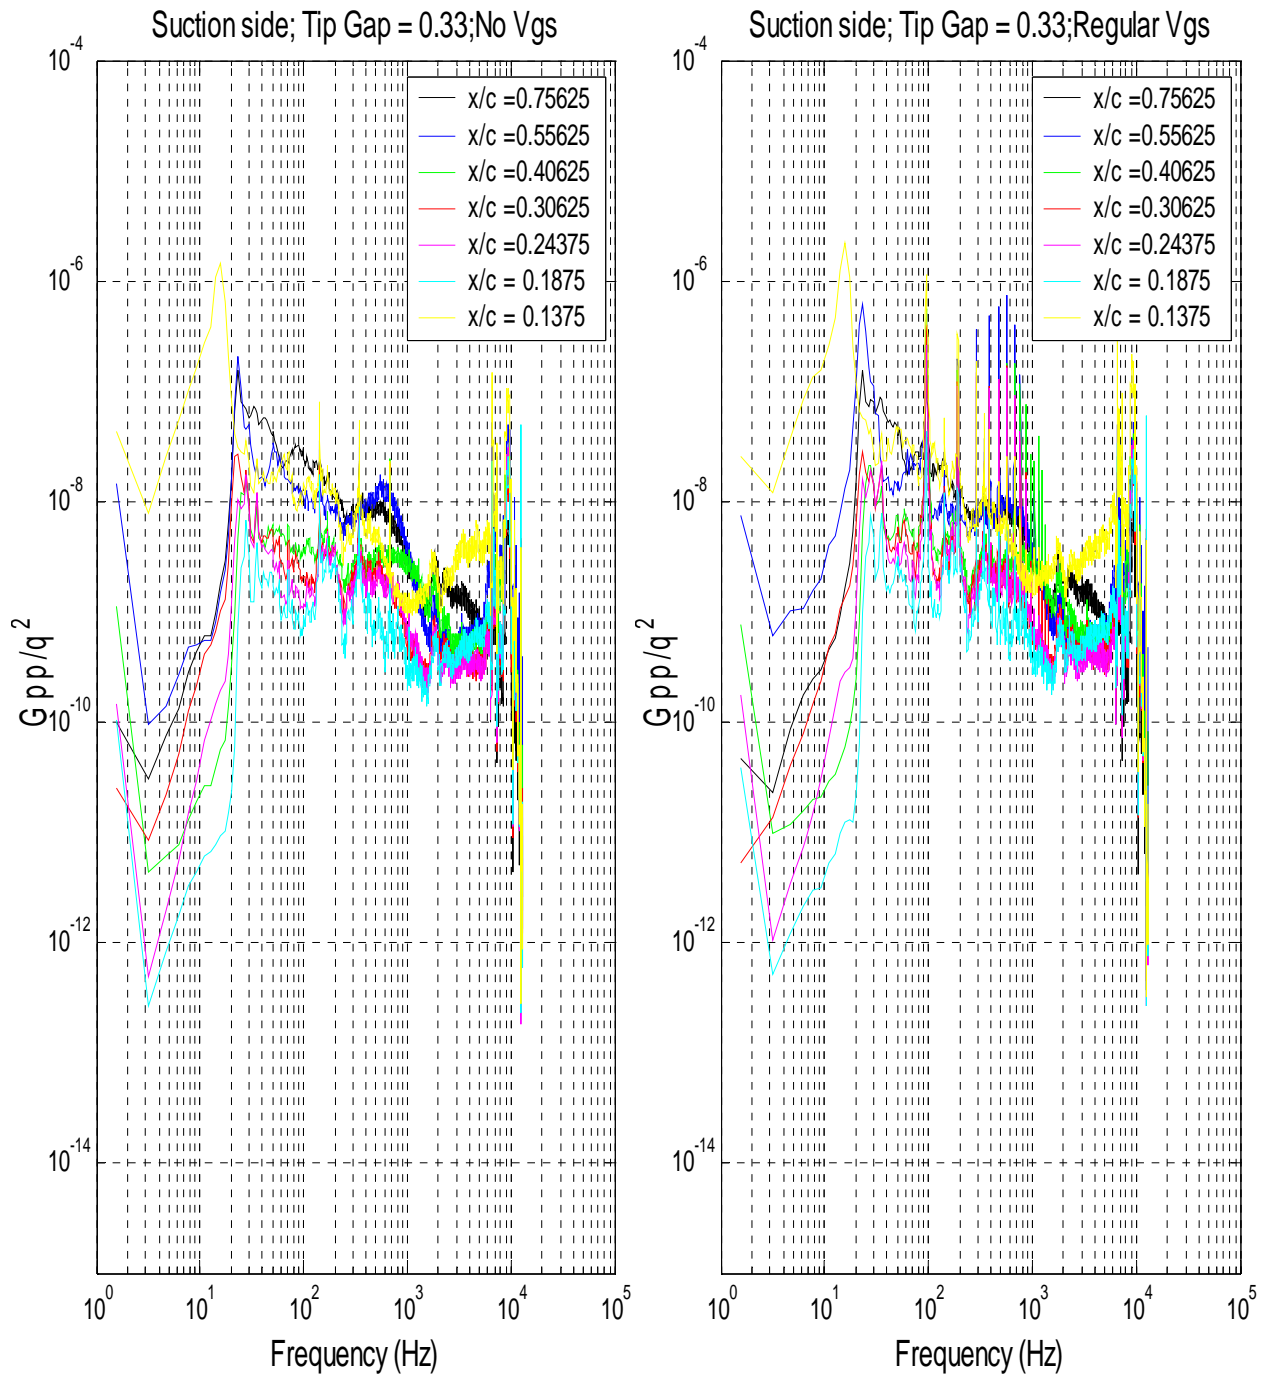 Suction side; Tip Gap = 0.33;No Vgs
10^-4
10^-6
10^-8
10^-10
10^-12
10^-14
Gpp/q^2
x/c =0.75625
x/c =0.55625
x/c =0.40625
x/c =0.30625
x/c =0.24375
x/c = 0.1875
x/c = 0.1375
10^0 10^1 10^2 10^3 10^4 10^5
Frequency (Hz)
Suction side; Tip Gap = 0.33;Regular Vgs
10^-4
10^-6
10^-8
10^-10
10^-12
10^-14
Gpp/q^2
x/c =0.75625
x/c =0.55625
x/c =0.40625
x/c =0.30625
x/c =0.24375
x/c = 0.1875
x/c = 0.1375
10^0 10^1 10^2 10^3 10^4 10^5
Frequency (Hz)